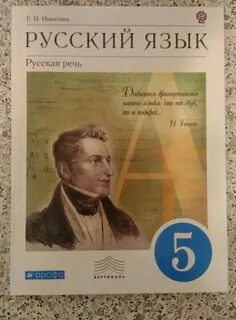 Е. И. Никитина
РУССКИЙ ЯЗЫК
Русская речь
Дивишься драгоценности
нашего языка: что ни звук,
то и подарок...
Н. Гоголь
5
ДРОФА
ВЕРТИКАЛЬ